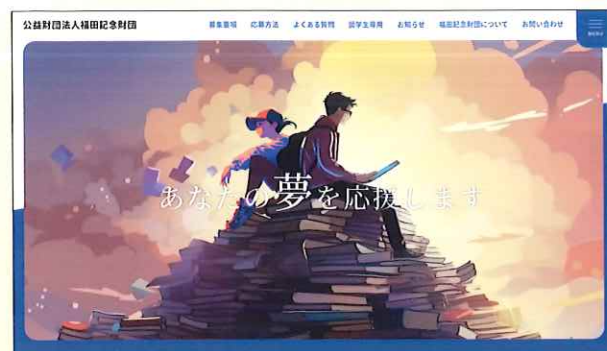 公益財団法人福田記念財団
募集要項 応募方法 よくある質問 奨学生専用 お知らせ 福田記念財団について お問い合わせ
MENU
あなたの夢を応援します